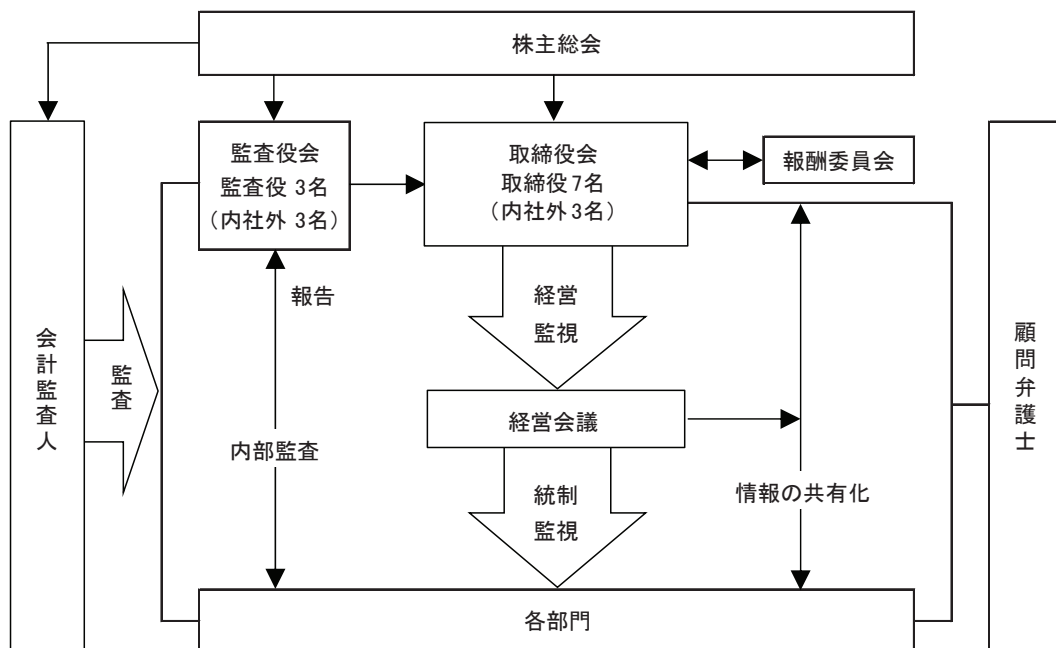 株主総会
監査役会
監査役 3名
（内社外 3名）
取締役会
取締役 7名
（内社外 3名）
報酬委員会
報告
経営
監視
会計監査人
監査
顧問弁護士
経営会議
内部監査
統制
監視
情報の共有化
各部門